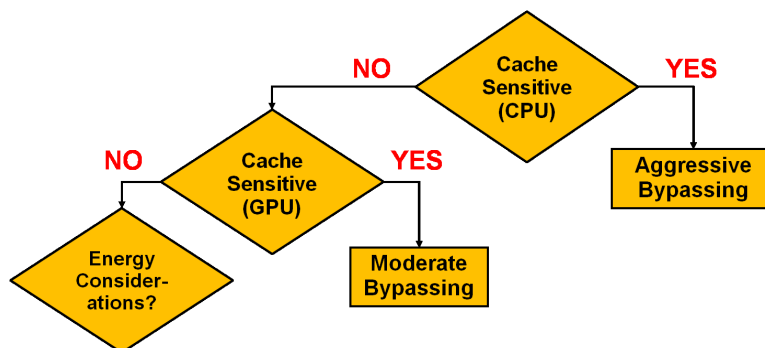 NO
Cache
Sensitive
(CPU)
YES
NO
Cache
Sensitive
(GPU)
YES
Aggressive
Bypassing
Energy
Consider-
ations?
Moderate
Bypassing